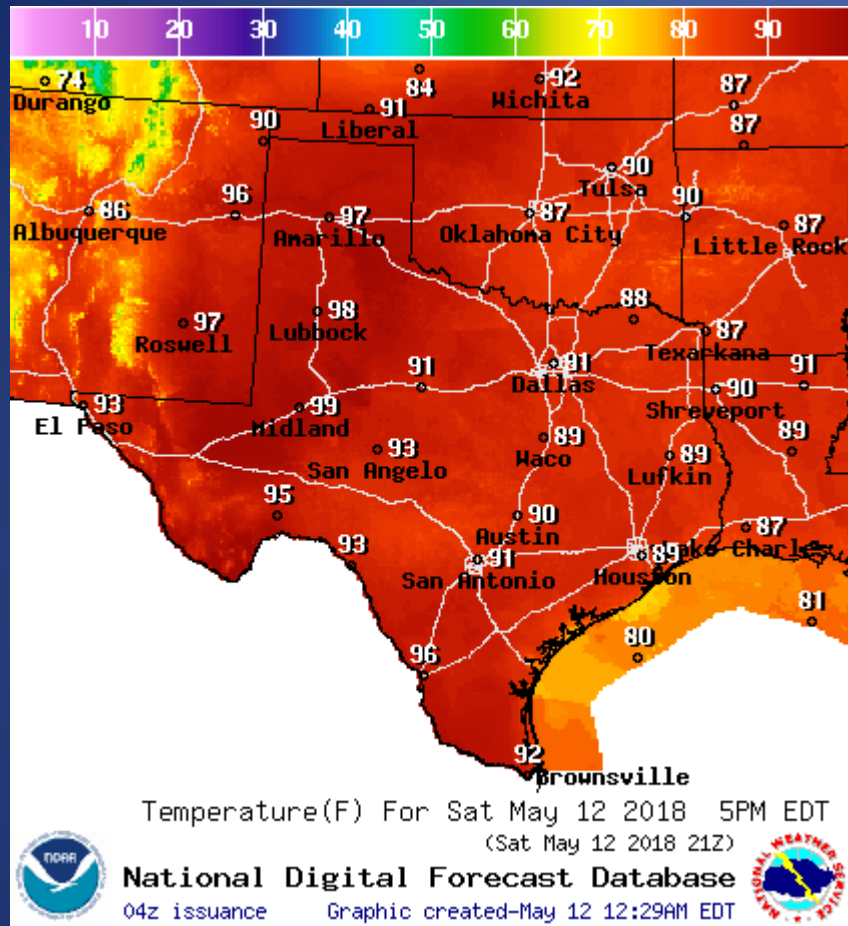 10 20 30 40 50 60 70 80 90
74 84 92 87
Durango Wichita
91
Liberal
90 87
90
Tulsa
86 96 97 87 90 87
Albuquerque Amarillo Oklahoma City Little Rock
97 98 88 87
Roswell Lubbock Texarkana
91 91 90 91
Dallas Shreveport
93 99
El Paso Midland
93 89 89 89
San Angelo Waco Lufkin
95 90 87
Austin Lake Charles
93 91 89
San Antonio Houston
81
96 80
92
Brownsville
Temperature(F) For Sat May 12 2018 5PM EDT
(Sat May 12 2018 21Z)
NOAA
National Digital Forecast Database
04z issuance Graphic created-May 12 12:29AM EDT
NATIONAL WEATHER SERVICE